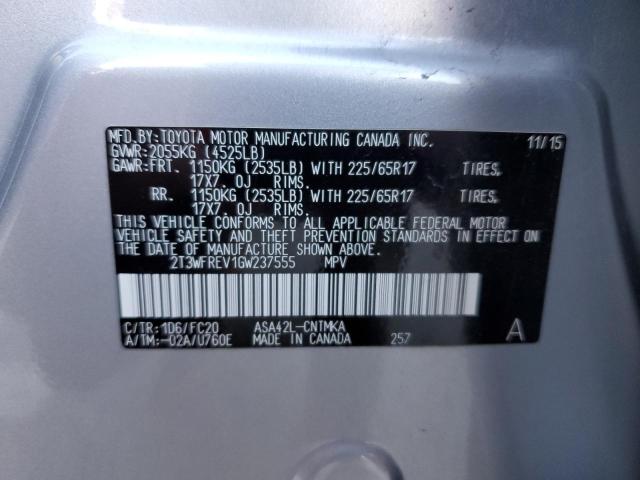 MFD.BY:TOYOTA MOTOR MANUFACTURING CANADA INC. 11/15
GVWR:2055KG (4525LB)
GAWR:FRT. 1150KG (2535LB) WITH 225/65R17 TIRES,
17X7.0J RIMS.
RR. 1150KG (2535LB) WITH 225/65R17 TIRES,
17X7.0J RIMS.
THIS VEHICLE CONFORMS TO ALL APPLICABLE FEDERAL MOTOR
VEHICLE SAFETY AND THEFT PREVENTION STANDARDS IN EFFECT ON
THE DATE OF MANUFACTURE SHOWN ABOVE.
2T3WFREV1GW237555 MPV
C/TR:1D6/FC20 ASA42L-CNTMKA
A/TM:-02A/U760E MADE IN CANADA 257 A